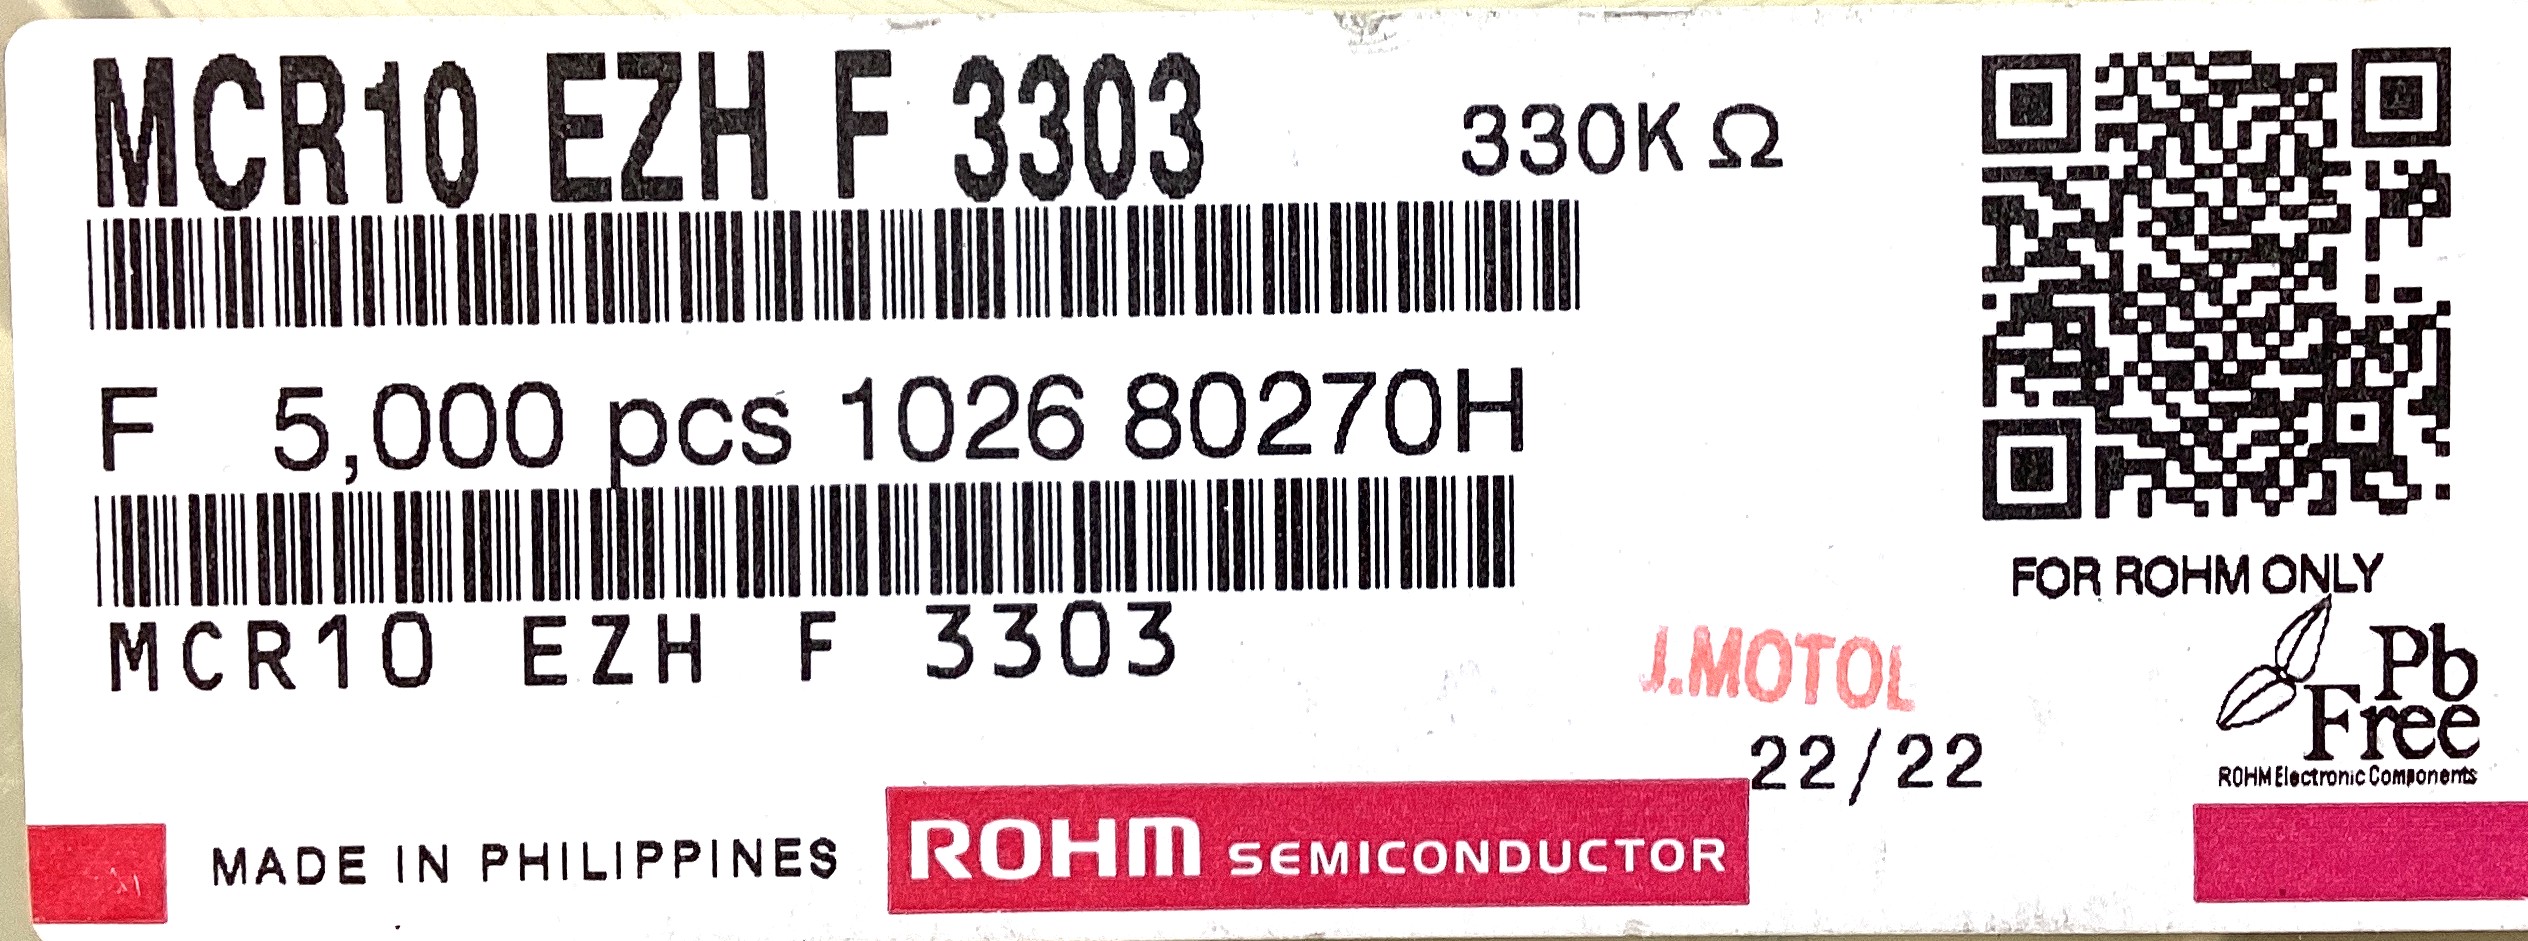 MCR10 EZH F 3303 330KΩ
F 5,000 pcs 1026 80270H
MCR10 EZH F 3303
FOR ROHM ONLY
J.MOTOL
22/22
Pb
Free
ROHM Electronic Components
MADE IN PHILIPPINES
ROHM SEMICONDUCTOR